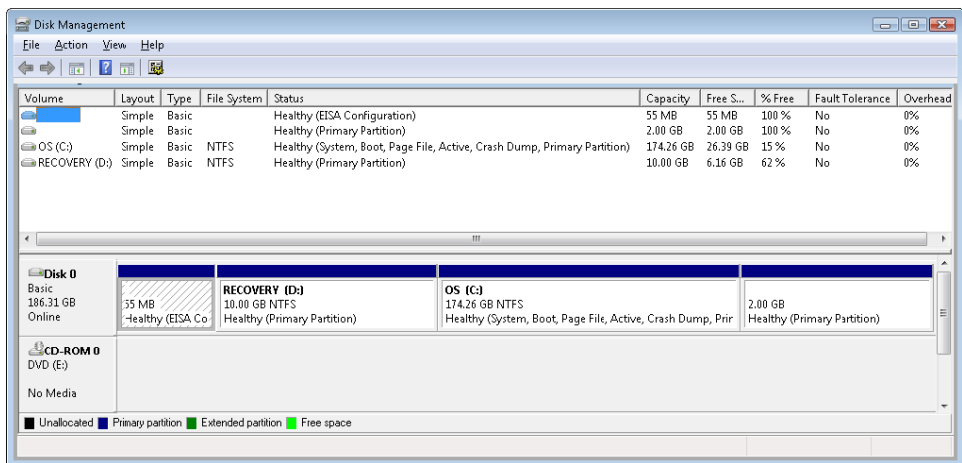 Disk Management
File Action View Help
Volume Layout Type File System Status Capacity Free S... % Free Fault Tolerance Overhead
Simple Basic Healthy (EISA Configuration) 55 MB 55 MB 100 % No 0%
Simple Basic Healthy (Primary Partition) 2.00 GB 2.00 GB 100 % No 0%
OS (C:) Simple Basic NTFS Healthy (System, Boot, Page File, Active, Crash Dump, Primary Partition) 174.26 GB 26.39 GB 15 % No 0%
RECOVERY (D:) Simple Basic NTFS Healthy (Primary Partition) 10.00 GB 6.16 GB 62 % No 0%
Disk 0
Basic
186.31 GB
Online
55 MB
Healthy (EISA Co
RECOVERY (D:)
10.00 GB NTFS
Healthy (Primary Partition)
OS (C:)
174.26 GB NTFS
Healthy (System, Boot, Page File, Active, Crash Dump, Prir
2.00 GB
Healthy (Primary Partition)
CD-ROM 0
DVD (E:)
No Media
Unallocated Primary partition Extended partition Free space